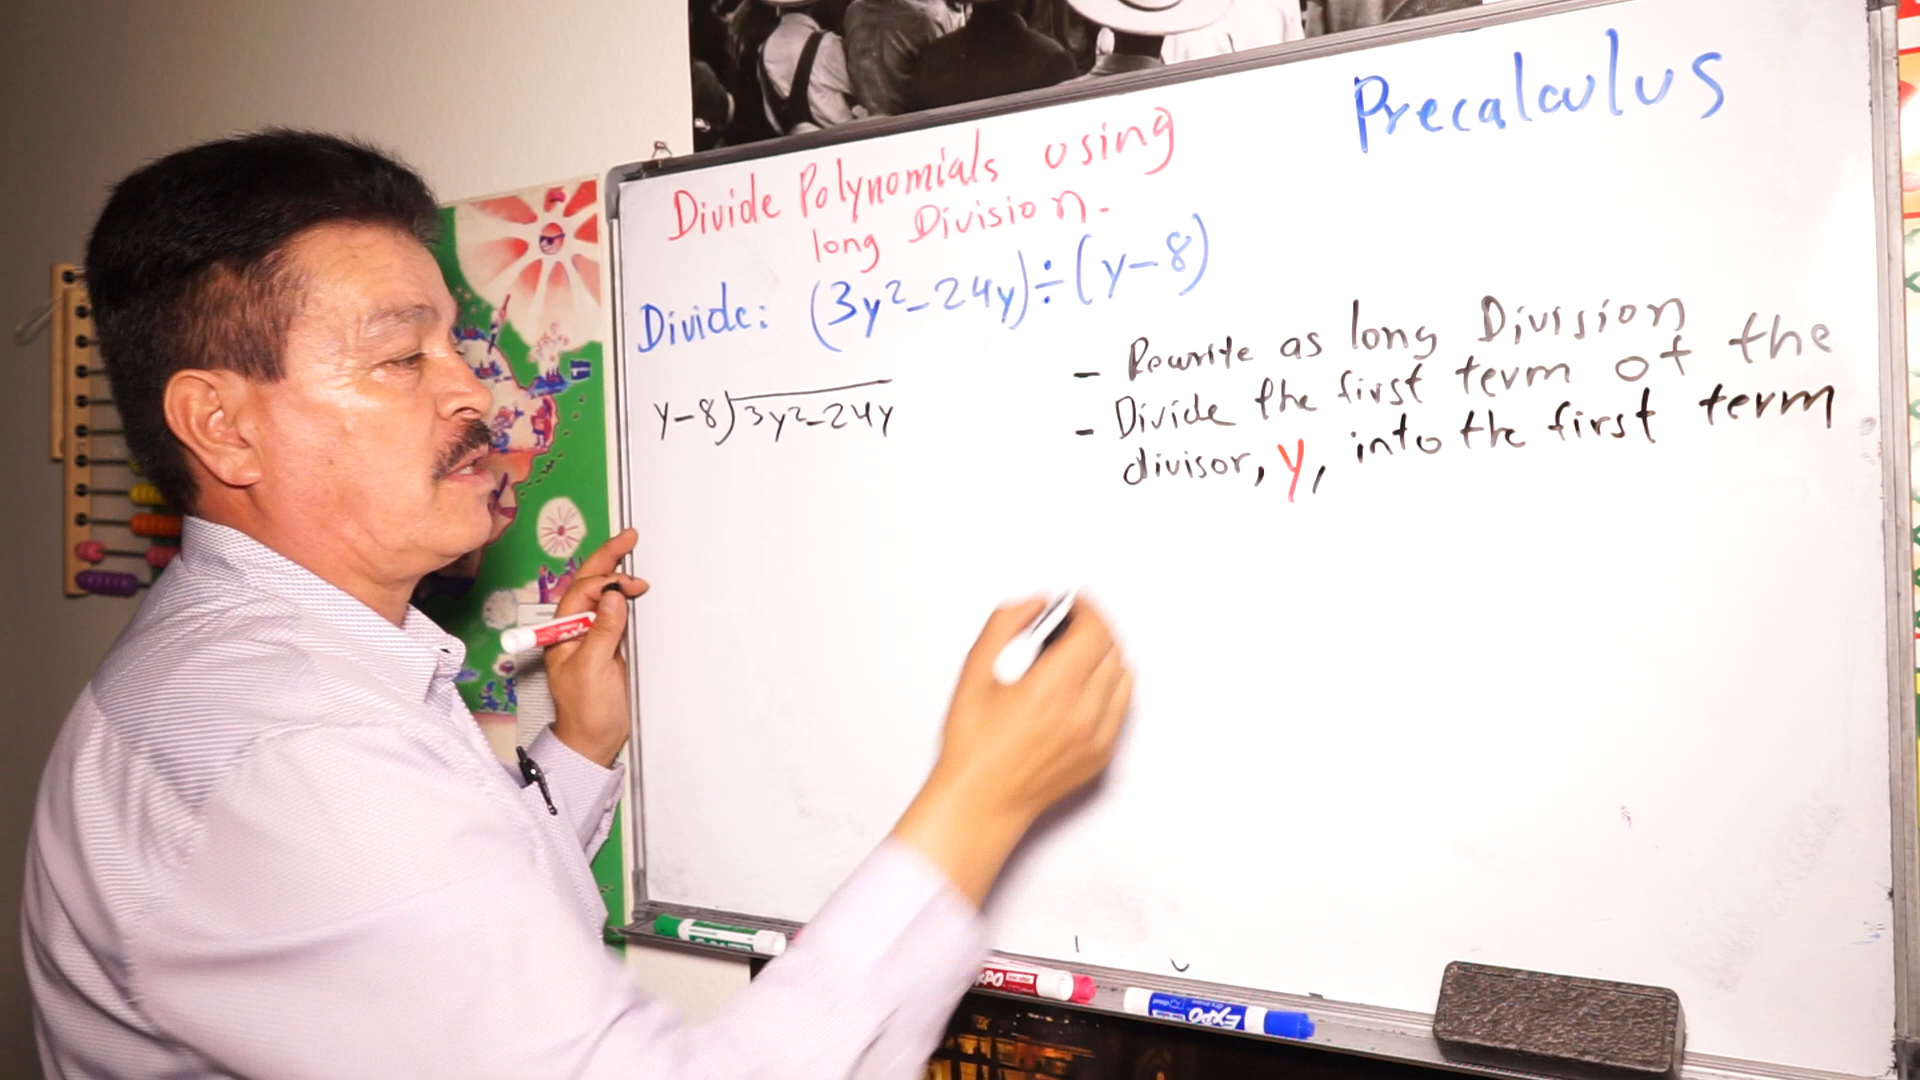 Precalculus
Divide Polynomials using
long Division.
Divide: (3y²-24y)÷(y-8)
y-8)3y²-24y
- Rewrite as long Division
- Divide the first term of the
divisor, y, into the first term
EXPO